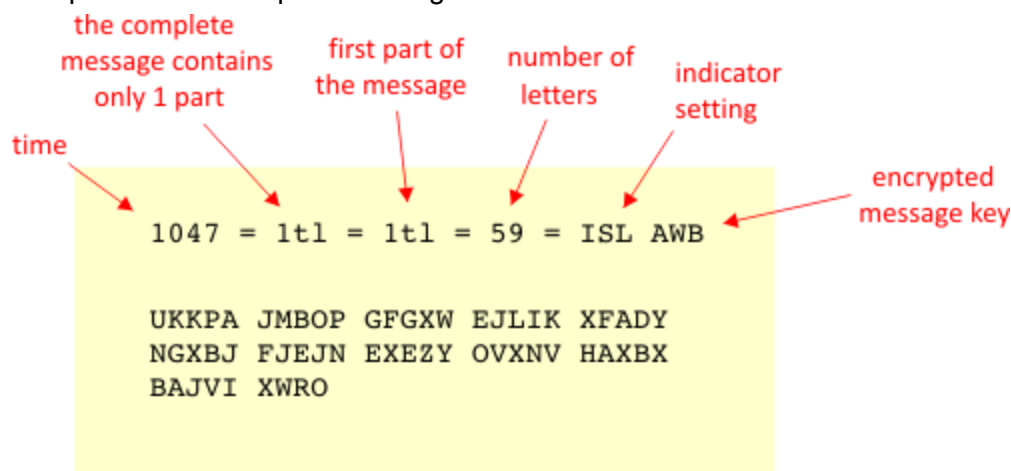 the complete
message contains
only 1 part
first part of
the message
number of
letters
indicator
setting
time
encrypted
message key
1047 = 1tl = 1tl = 59 = ISL AWB
UKKPA JMBOP GFGXW EJLIK XFADY
NGXBJ FJEJN EXEZY OVXNV HAXBX
BAJVI XWRO